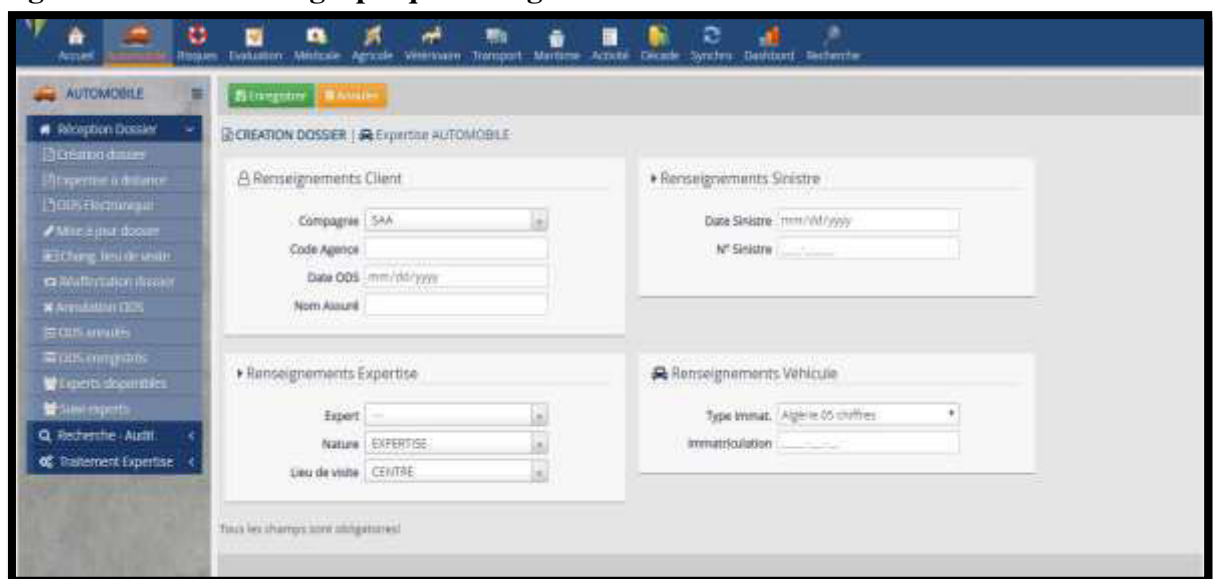 Accueil Automobile Risques Evaluation Médicale Agricole Vétérinaire Transport Maritime Activité Décade Synchro Dashbord Recherche
AUTOMOBILE
Enregistrer Annuler
Réception Dossier
CREATION DOSSIER | Expertise AUTOMOBILE
Création dossier
Expertise à distance
ODS Electronique
Mise à jour dossier
Chang. lieu de visite
Réaffectation dossier
Annulation ODS
ODS annulés
ODS enregistrés
Experts disponibles
Suivi experts
Recherche - Audit
Traitement Expertise
Renseignements Client
Compagnie SAA
Code Agence
Date ODS mm/dd/yyyy
Nom Assuré
Renseignements Sinistre
Date Sinistre mm/dd/yyyy
N° Sinistre
Renseignements Expertise
Expert ---
Nature EXPERTISE
Lieu de visite CENTRE
Renseignements Véhicule
Type Immat. Algérie 05 chiffres
Immatriculation
Tous les champs sont obligatoires!